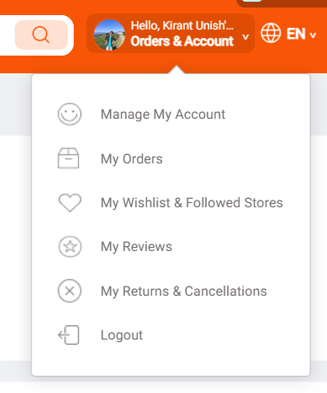 Hello, Kirant Unish'...
Orders & Account
EN
Manage My Account
My Orders
My Wishlist & Followed Stores
My Reviews
My Returns & Cancellations
Logout